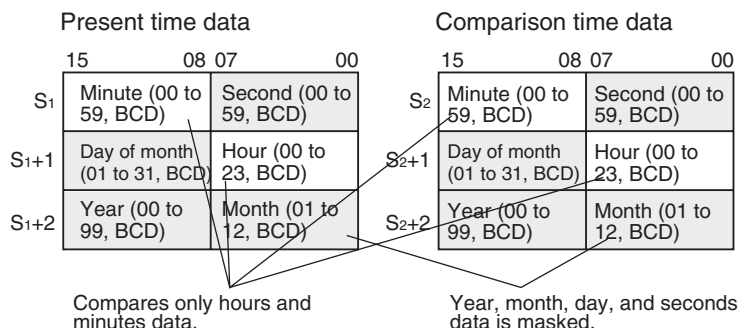 Present time data
Comparison time data
15 08 07 00
15 08 07 00
S1
Minute (00 to
59, BCD)
Second (00 to
59, BCD)
S2
Minute (00 to
59, BCD)
Second (00 to
59, BCD)
S1+1
Day of month
(01 to 31, BCD)
Hour (00 to
23, BCD)
S2+1
Day of month
(01 to 31, BCD)
Hour (00 to
23, BCD)
S1+2
Year (00 to
99, BCD)
Month (01 to
12, BCD)
S2+2
Year (00 to
99, BCD)
Month (01 to
12, BCD)
Compares only hours and
minutes data.
Year, month, day, and seconds
data is masked.